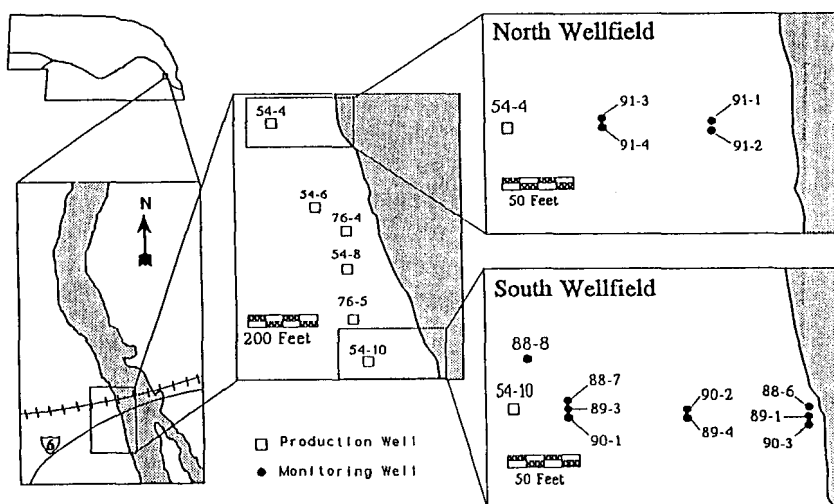 North Wellfield
54-4
91-3
91-4
91-1
91-2
50 Feet
54-4
54-6
76-4
54-8
76-5
200 Feet
54-10
N
6
South Wellfield
88-8
54-10
88-7
89-3
90-1
90-2
89-4
88-6
89-1
90-3
50 Feet
Production Well
Monitoring Well